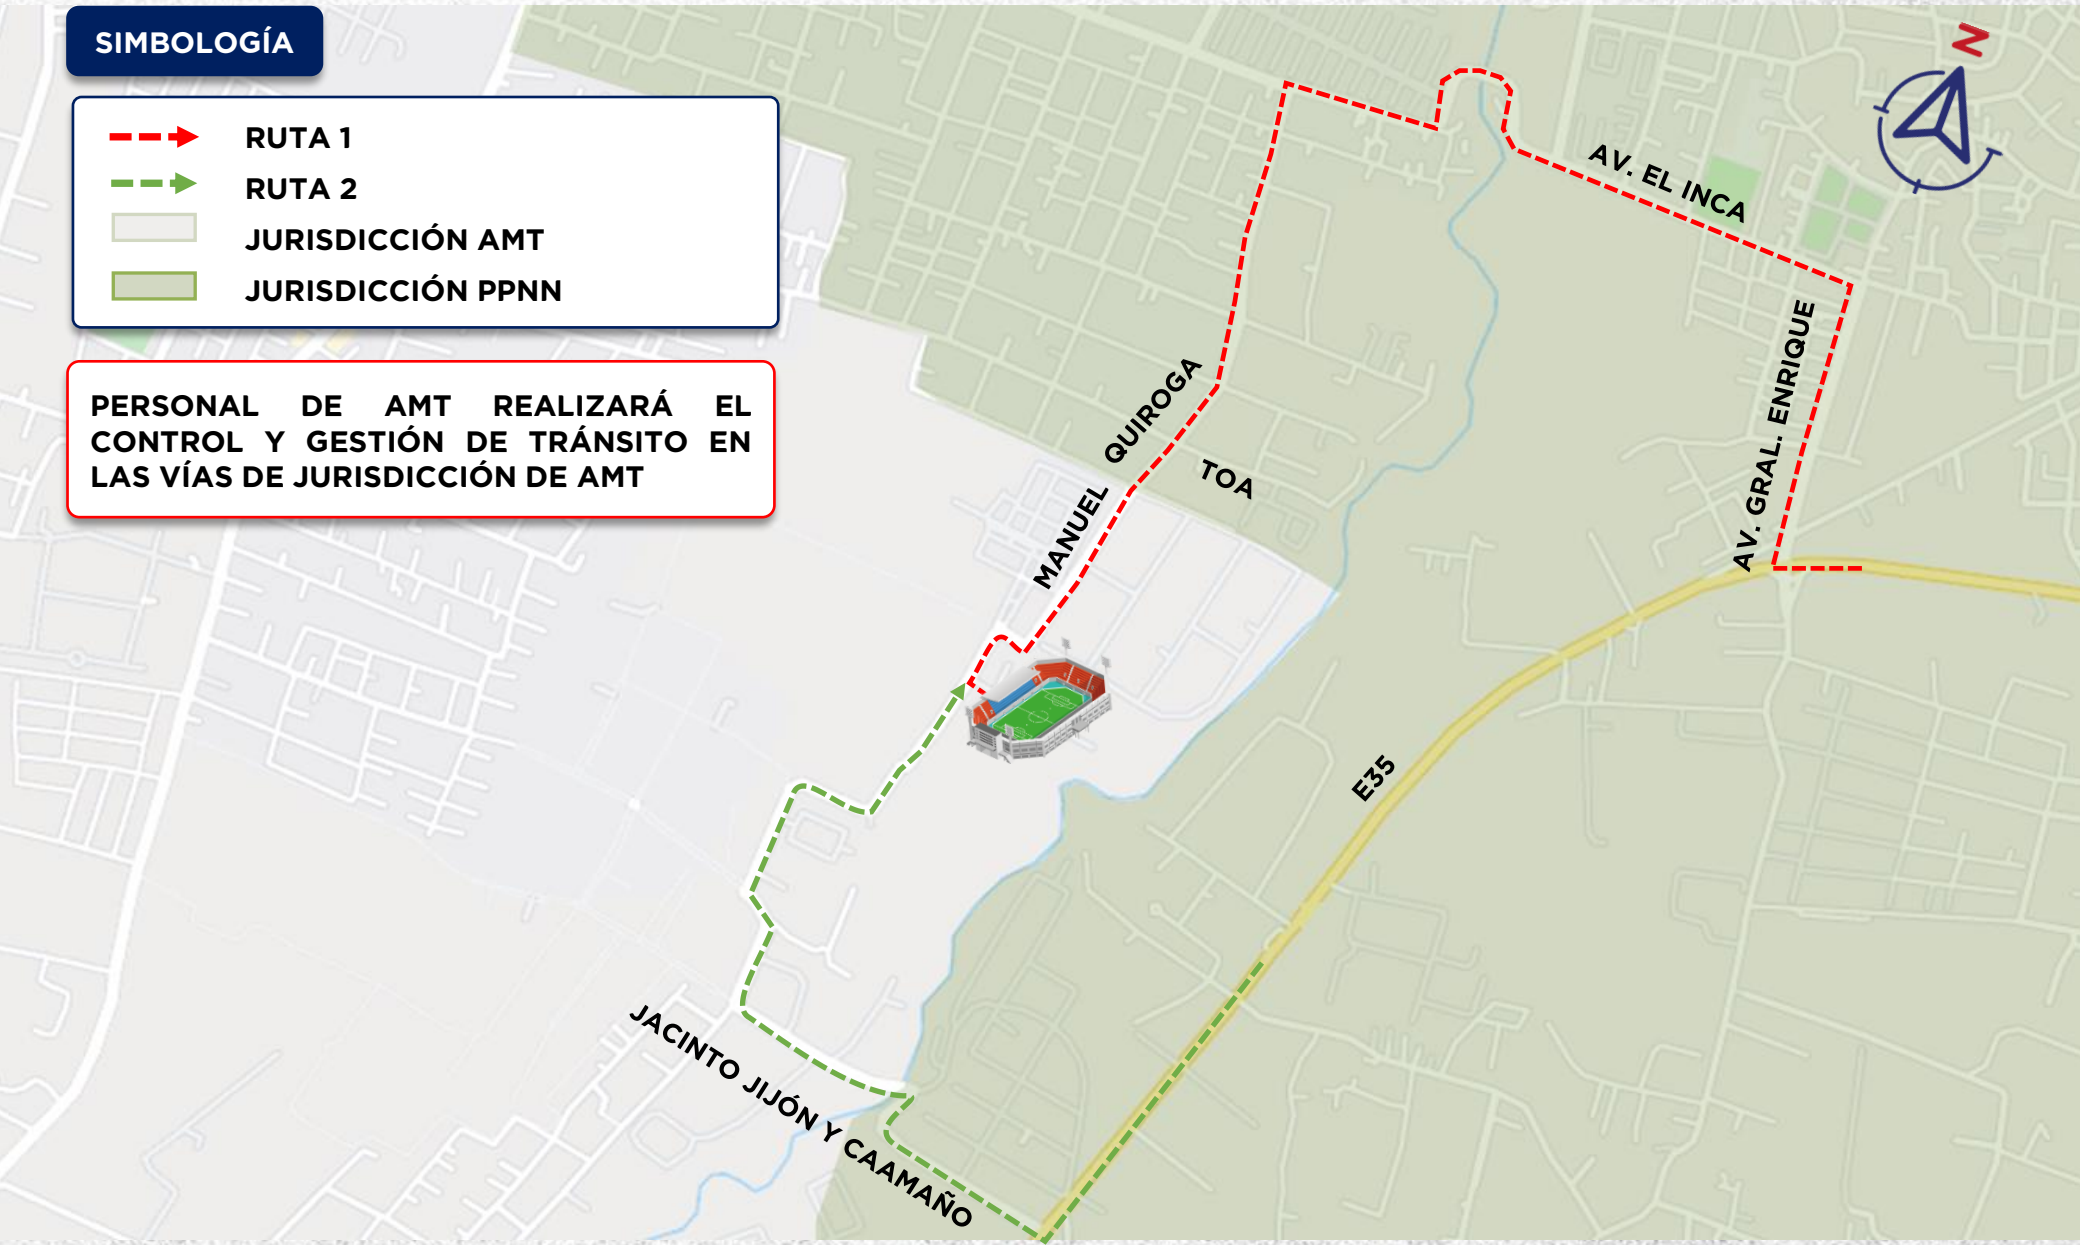 SIMBOLOGÍA
RUTA 1
RUTA 2
JURISDICCIÓN AMT
JURISDICCIÓN PPNN
PERSONAL DE AMT REALIZARÁ EL
CONTROL Y GESTIÓN DE TRÁNSITO EN
LAS VÍAS DE JURISDICCIÓN DE AMT
N
AV. EL INCA
AV. GRAL. ENRIQUE
MANUEL QUIROGA
TOA
E35
JACINTO JIJÓN Y CAAMAÑO